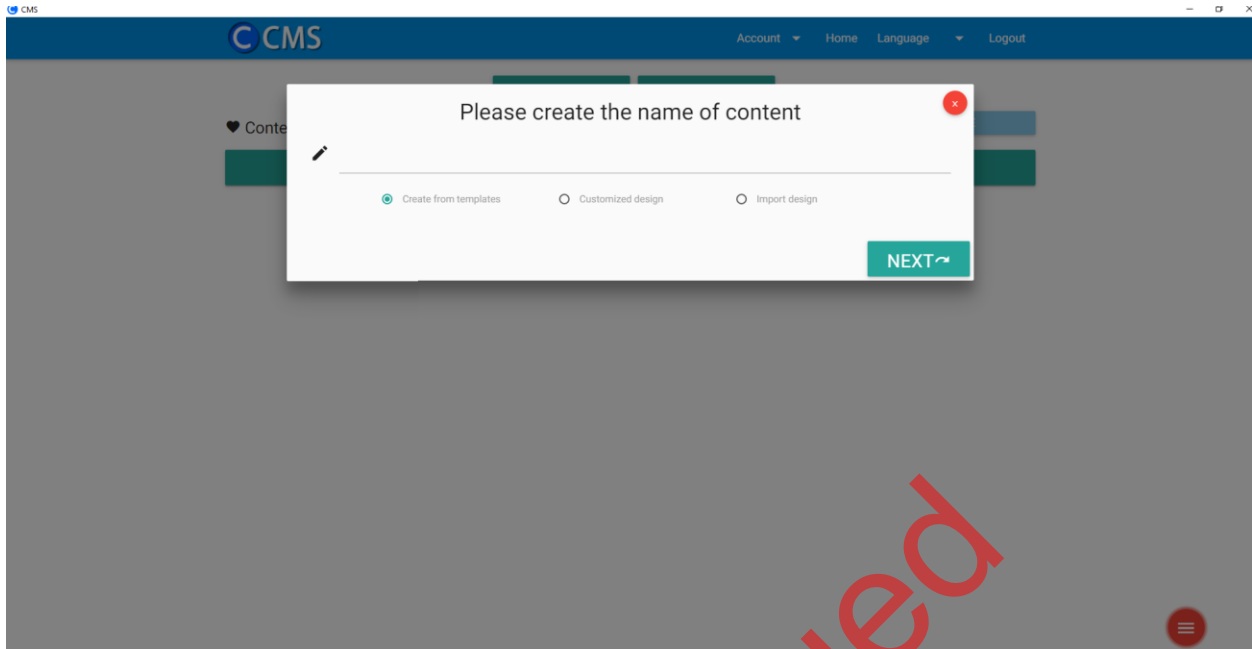 CMS
C CMS
Account Home Language Logout
Please create the name of content
x
Conte
Create from templates Customized design Import design
NEXT